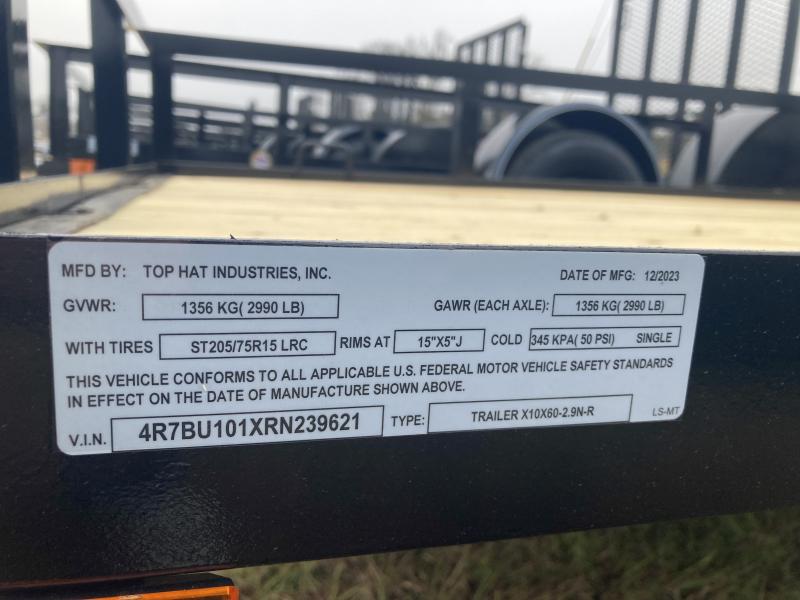 MFD BY: TOP HAT INDUSTRIES, INC. DATE OF MFG: 12/2023
GVWR: 1356 KG( 2990 LB) GAWR (EACH AXLE): 1356 KG( 2990 LB)
WITH TIRES ST205/75R15 LRC RIMS AT 15"X5"J COLD 345 KPA( 50 PSI) SINGLE
THIS VEHICLE CONFORMS TO ALL APPLICABLE U.S. FEDERAL MOTOR VEHICLE SAFETY STANDARDS
IN EFFECT ON THE DATE OF MANUFACTURE SHOWN ABOVE.
V.I.N. 4R7BU101XRN239621 TYPE: TRAILER X10X60-2.9N-R LS-MT